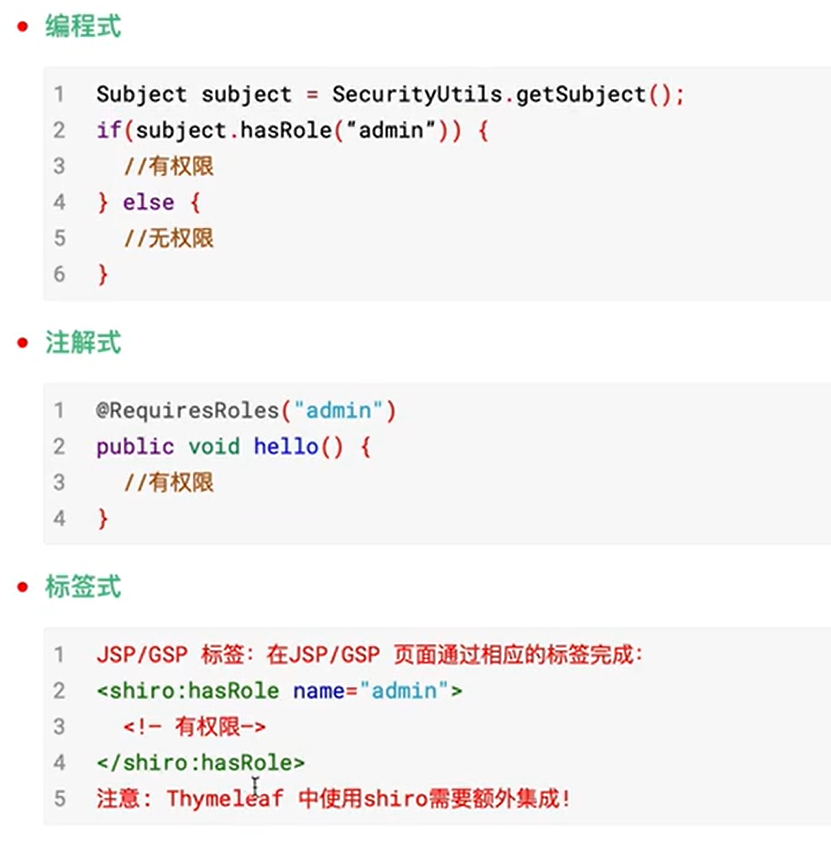 编程式
1 Subject subject = SecurityUtils.getSubject();
2 if(subject.hasRole(“admin”)) {
3 //有权限
4 } else {
5 //无权限
6 }
注解式
1 @RequiresRoles("admin")
2 public void hello() {
3 //有权限
4 }
标签式
1 JSP/GSP 标签：在JSP/GSP 页面通过相应的标签完成：
2 <shiro:hasRole name="admin">
3 <!— 有权限—>
4 </shiro:hasRole>
5 注意: Thymeleaf 中使用shiro需要额外集成!